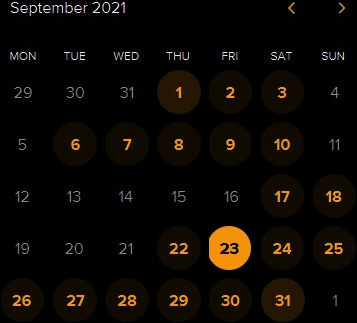 September 2021
MON TUE WED THU FRI SAT SUN
29 30 31 1 2 3 4
5 6 7 8 9 10 11
12 13 14 15 16 17 18
19 20 21 22 23 24 25
26 27 28 29 30 31 1